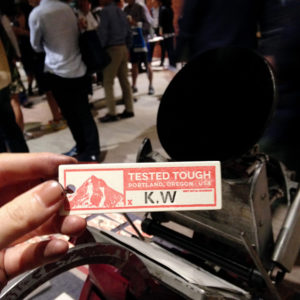 TESTED TOUGH
PORTLAND, OREGON USA
x K.W